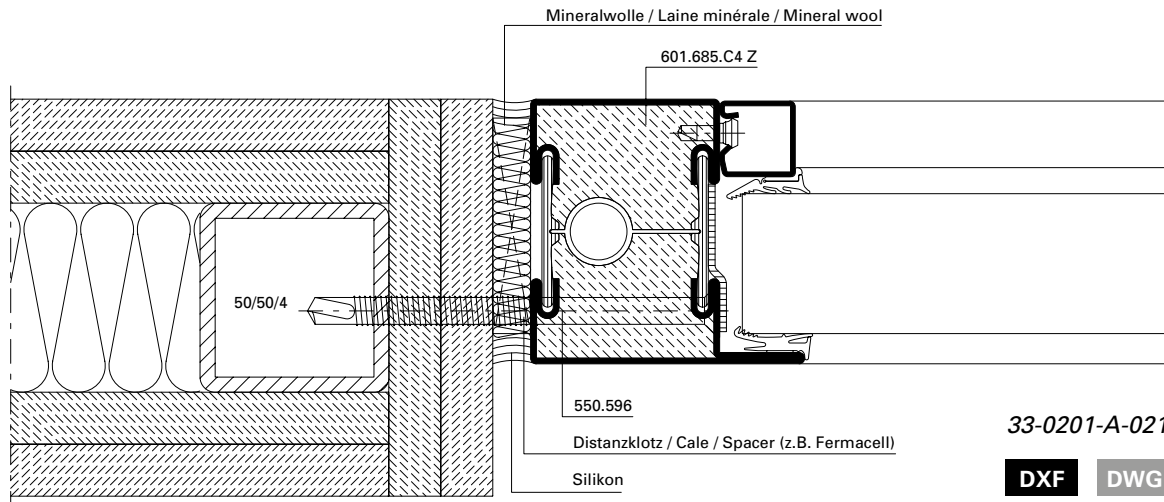 Mineralwolle / Laine minérale / Mineral wool
601.685.C4 Z
50/50/4
550.596
33-0201-A-021
Distanzklotz / Cale / Spacer (z.B. Fermacell)
Silikon
DXF DWG